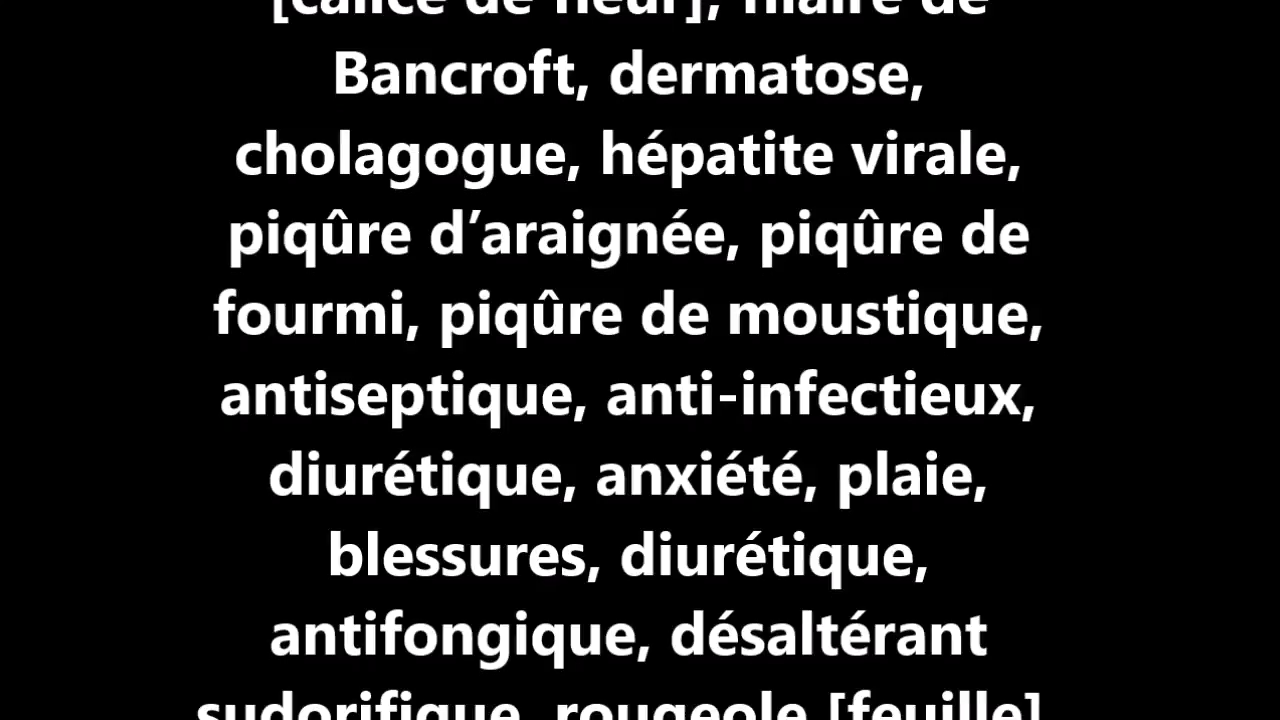 [calice de fleur], filaire de
Bancroft, dermatose,
cholagogue, hépatite virale,
piqûre d’araignée, piqûre de
fourmi, piqûre de moustique,
antiseptique, anti-infectieux,
diurétique, anxiété, plaie,
blessures, diurétique,
antifongique, désaltérant
sudorifique, rougeole [feuille]